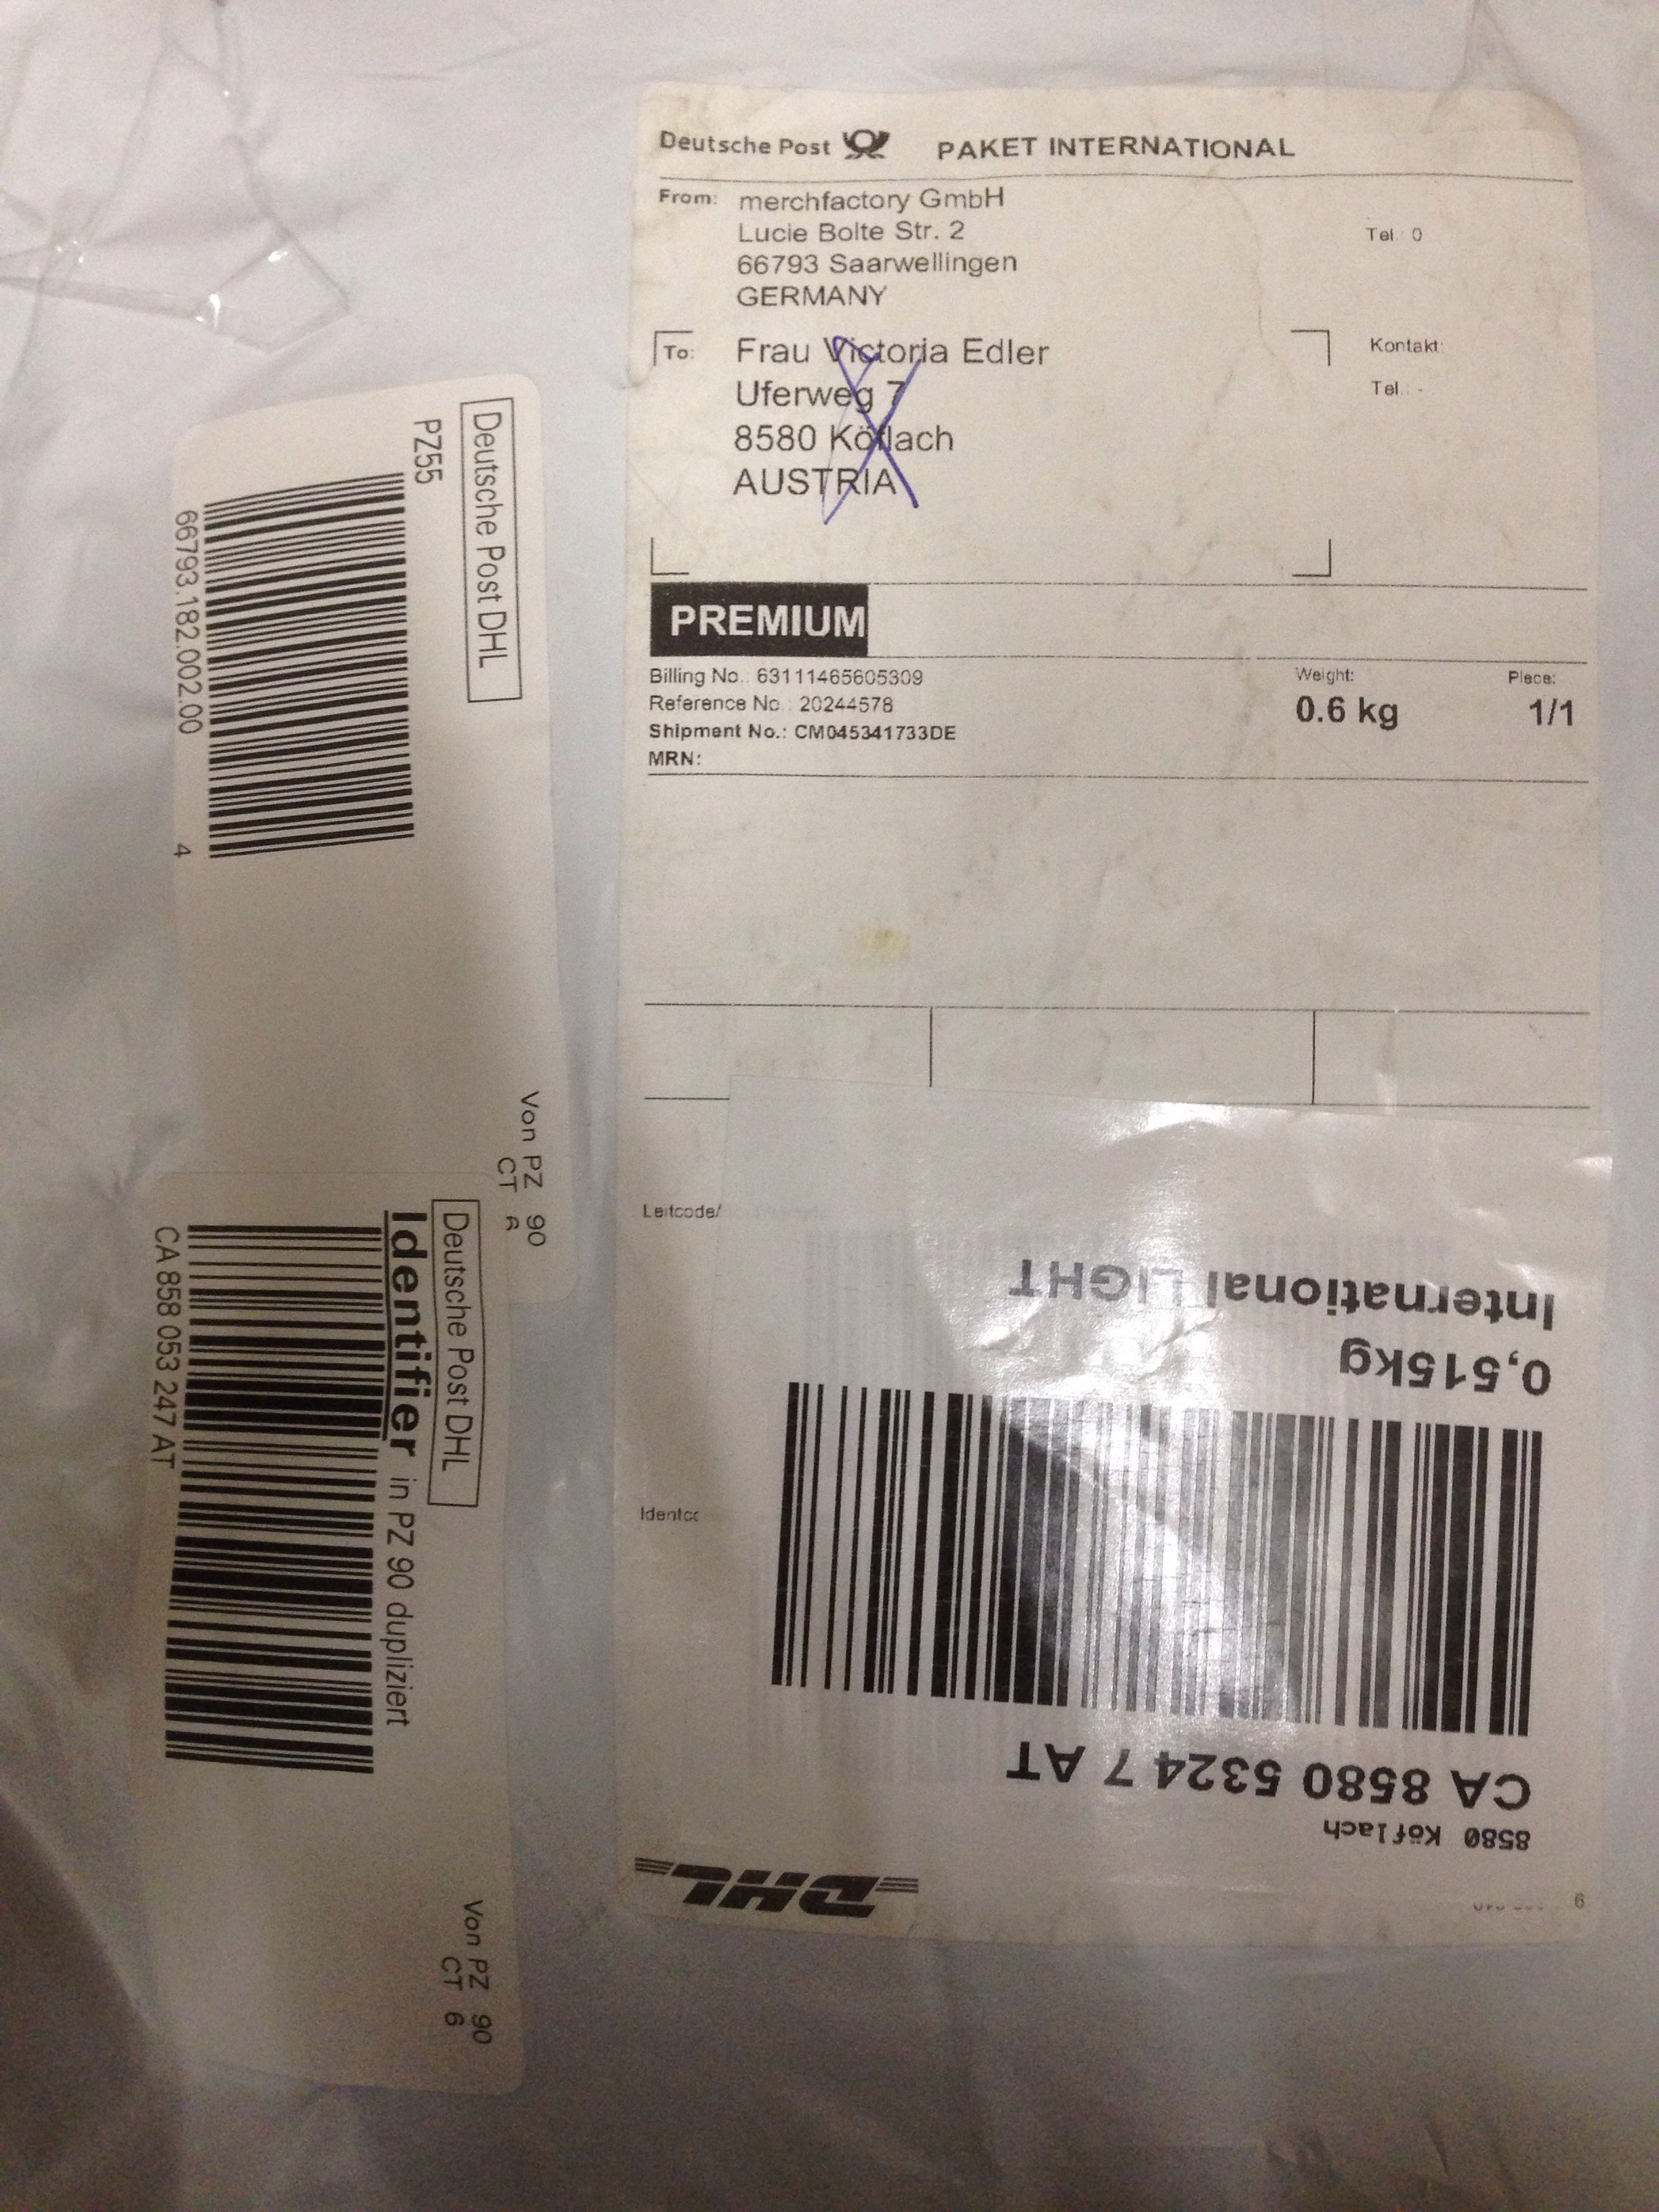 Deutsche Post PAKET INTERNATIONAL
From: merchfactory GmbH
Lucie Bolte Str. 2
Tel.: 0
66793 Saarwellingen
GERMANY
To: Frau Victoria Edler
Kontakt:
Uferweg 7
Tel.: -
8580 Köflach
AUSTRIA
PREMIUM
Billing No.: 63111465605309
Reference No.: 20244578
Shipment No.: CM045341733DE
MRN:
Weight:
0.6 kg
Piece:
1/1
Leitcode/
Identcc
International LIGHT
0,515kg
CA 8580 5324 7 AT
8580 Köflach
6
DHL
Deutsche Post DHL
PZ55
66793.182.002.00 4
Von PZ 90
CT 6
Deutsche Post DHL
Identifier in PZ 90 dupliziert
CA 858 053 247 AT
Von PZ 90
CT 6